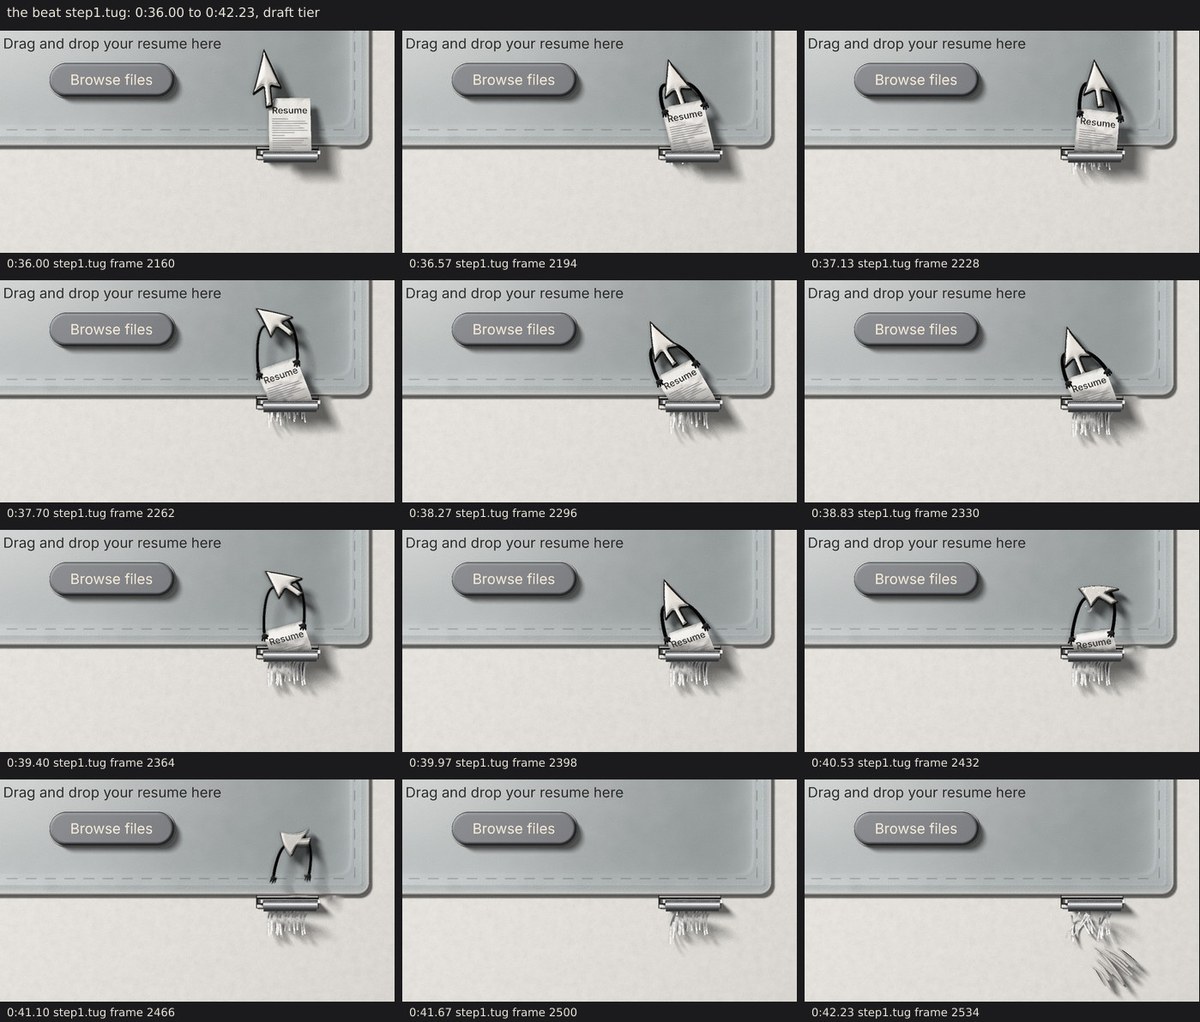 the beat step1.tug: 0:36.00 to 0:42.23, draft tier
Drag and drop your resume here
Browse files
Resume
0:36.00 step1.tug frame 2160
Drag and drop your resume here
Browse files
Resume
0:36.57 step1.tug frame 2194
Drag and drop your resume here
Browse files
Resume
0:37.13 step1.tug frame 2228
Drag and drop your resume here
Browse files
Resume
0:37.70 step1.tug frame 2262
Drag and drop your resume here
Browse files
Resume
0:38.27 step1.tug frame 2296
Drag and drop your resume here
Browse files
Resume
0:38.83 step1.tug frame 2330
Drag and drop your resume here
Browse files
Resume
0:39.40 step1.tug frame 2364
Drag and drop your resume here
Browse files
Resume
0:39.97 step1.tug frame 2398
Drag and drop your resume here
Browse files
Resume
0:40.53 step1.tug frame 2432
Drag and drop your resume here
Browse files
0:41.10 step1.tug frame 2466
Drag and drop your resume here
Browse files
0:41.67 step1.tug frame 2500
Drag and drop your resume here
Browse files
0:42.23 step1.tug frame 2534